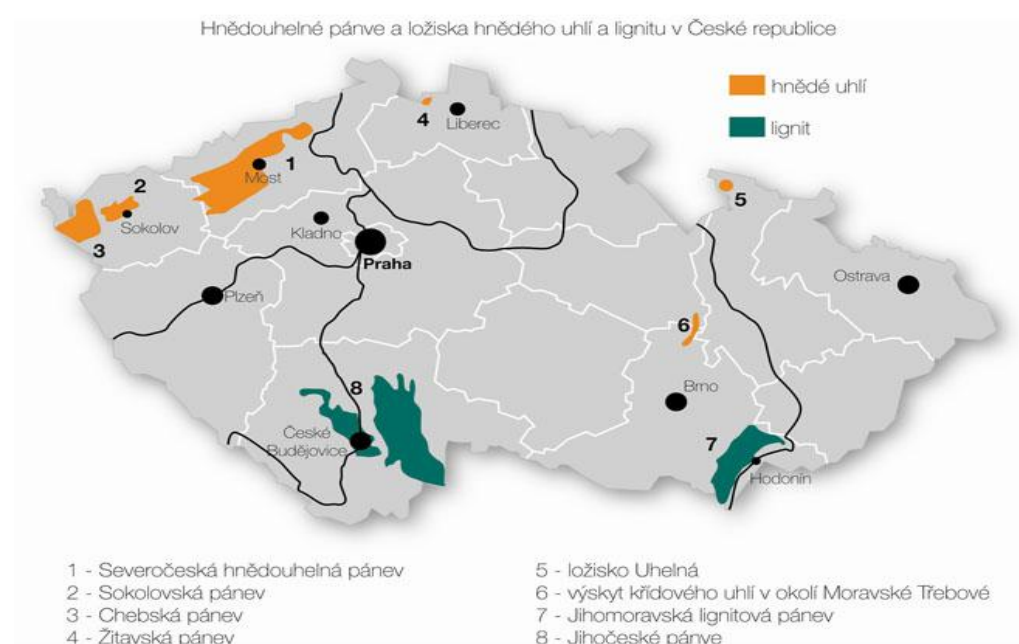 Hnědouhelné pánve a ložiska hnědého uhlí a lignitu v České republice
hnědé uhlí
lignit
4
Liberec
1
Most
2
Sokolov
3
Kladno
Praha
5
Plzeň
Ostrava
6
Brno
8
České
Budějovice
7
Hodonín
1 - Severočeská hnědouhelná pánev
2 - Sokolovská pánev
3 - Chebská pánev
4 - Žitavská pánev
5 - ložisko Uhelná
6 - výskyt křídového uhlí v okolí Moravské Třebové
7 - Jihomoravská lignitová pánev
8 - Jihočeské pánve